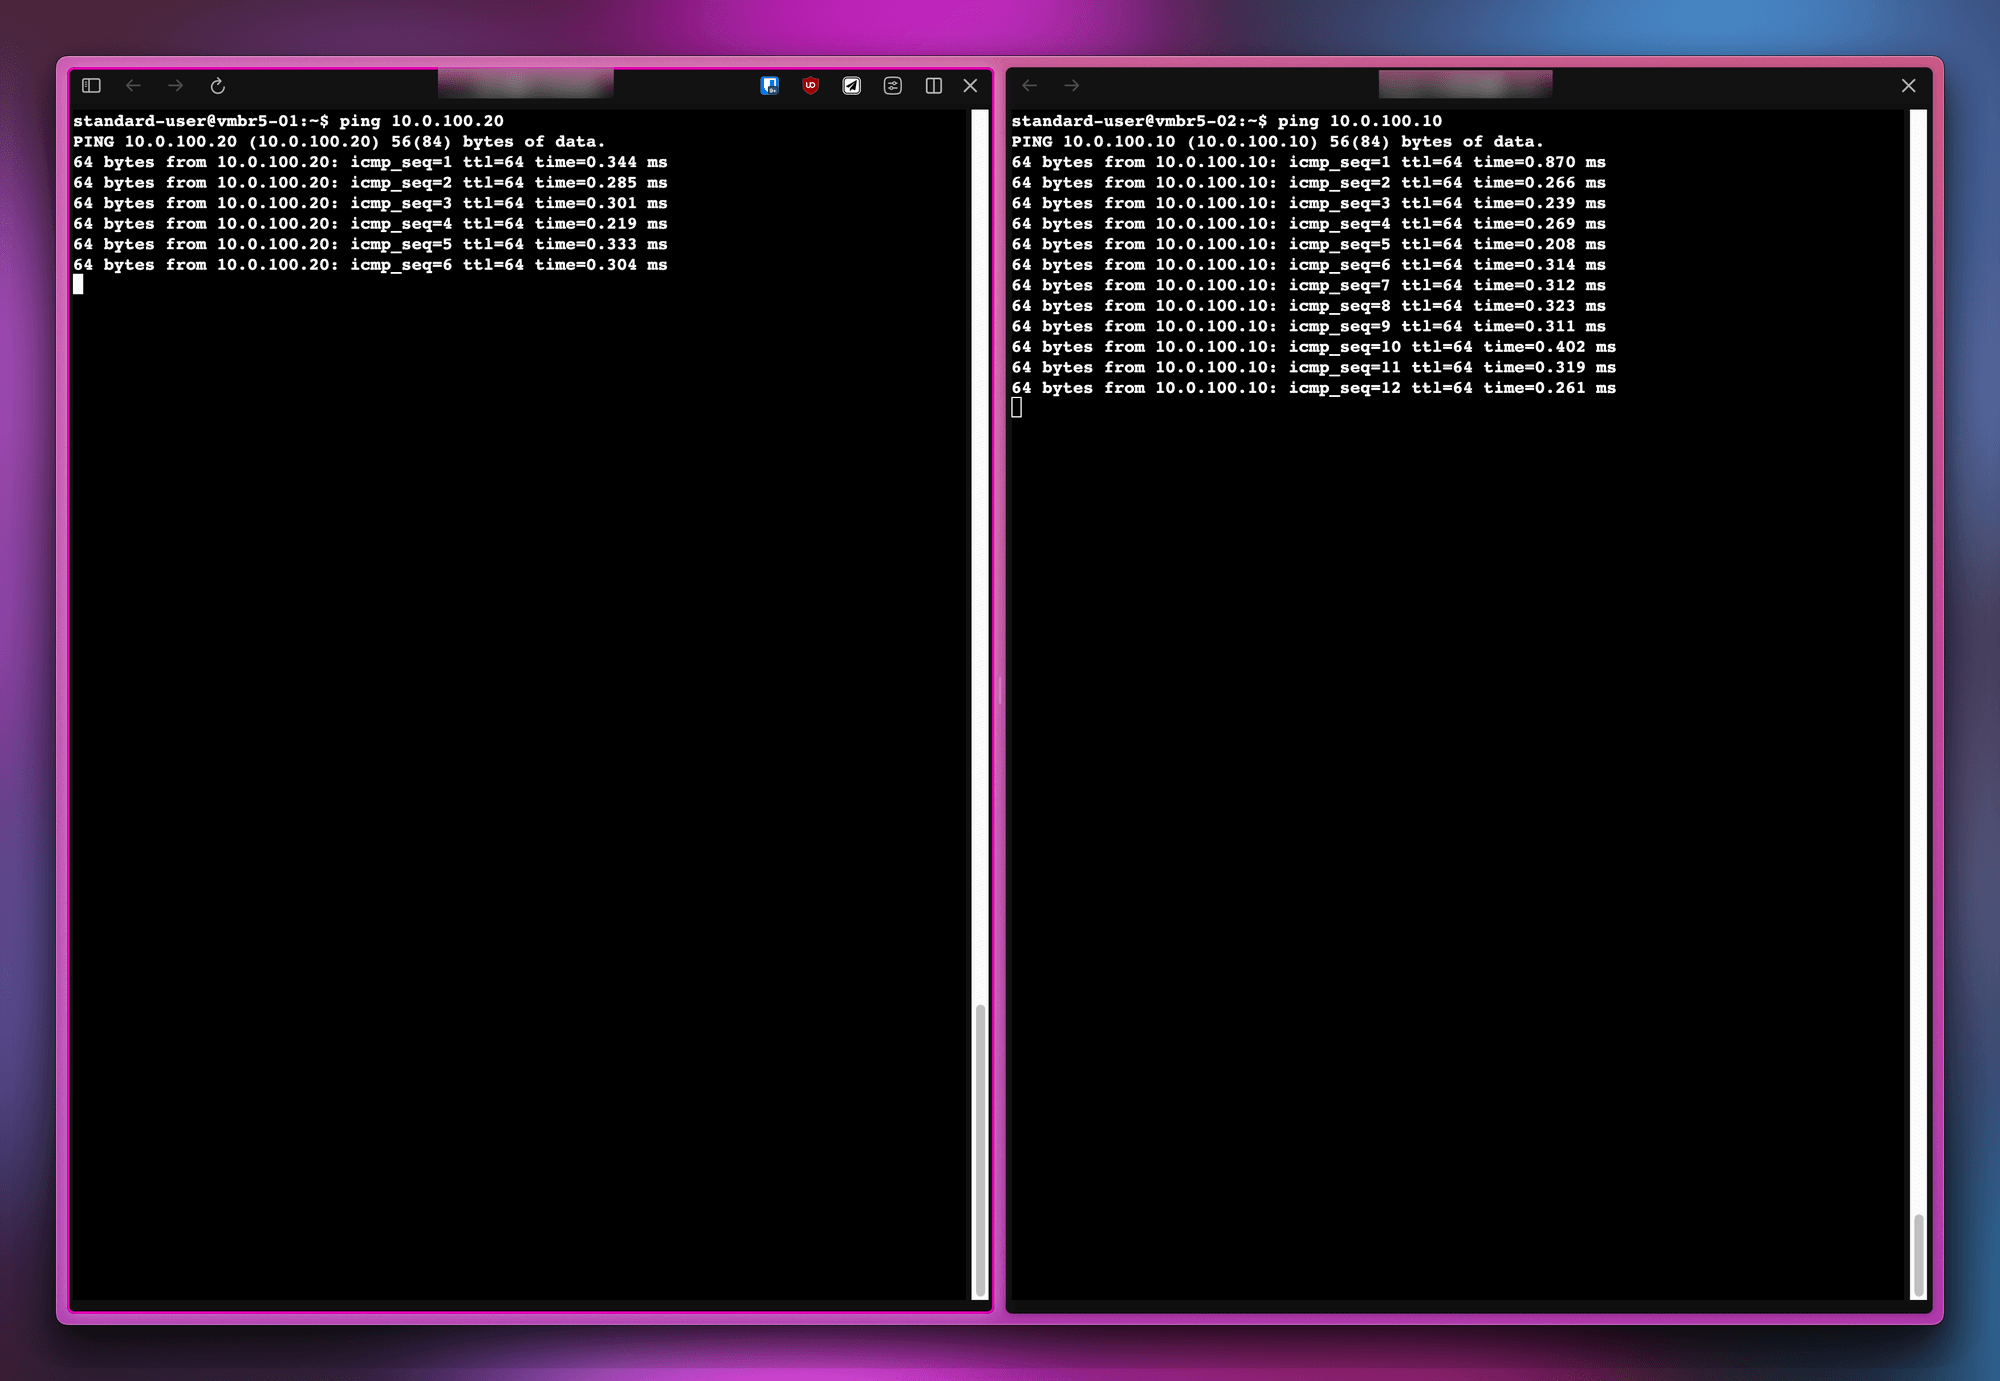 standard-user@vmbr5-01:~$ ping 10.0.100.20
PING 10.0.100.20 (10.0.100.20) 56(84) bytes of data.
64 bytes from 10.0.100.20: icmp_seq=1 ttl=64 time=0.344 ms
64 bytes from 10.0.100.20: icmp_seq=2 ttl=64 time=0.285 ms
64 bytes from 10.0.100.20: icmp_seq=3 ttl=64 time=0.301 ms
64 bytes from 10.0.100.20: icmp_seq=4 ttl=64 time=0.219 ms
64 bytes from 10.0.100.20: icmp_seq=5 ttl=64 time=0.333 ms
64 bytes from 10.0.100.20: icmp_seq=6 ttl=64 time=0.304 ms
standard-user@vmbr5-02:~$ ping 10.0.100.10
PING 10.0.100.10 (10.0.100.10) 56(84) bytes of data.
64 bytes from 10.0.100.10: icmp_seq=1 ttl=64 time=0.870 ms
64 bytes from 10.0.100.10: icmp_seq=2 ttl=64 time=0.266 ms
64 bytes from 10.0.100.10: icmp_seq=3 ttl=64 time=0.239 ms
64 bytes from 10.0.100.10: icmp_seq=4 ttl=64 time=0.269 ms
64 bytes from 10.0.100.10: icmp_seq=5 ttl=64 time=0.208 ms
64 bytes from 10.0.100.10: icmp_seq=6 ttl=64 time=0.314 ms
64 bytes from 10.0.100.10: icmp_seq=7 ttl=64 time=0.312 ms
64 bytes from 10.0.100.10: icmp_seq=8 ttl=64 time=0.323 ms
64 bytes from 10.0.100.10: icmp_seq=9 ttl=64 time=0.311 ms
64 bytes from 10.0.100.10: icmp_seq=10 ttl=64 time=0.402 ms
64 bytes from 10.0.100.10: icmp_seq=11 ttl=64 time=0.319 ms
64 bytes from 10.0.100.10: icmp_seq=12 ttl=64 time=0.261 ms